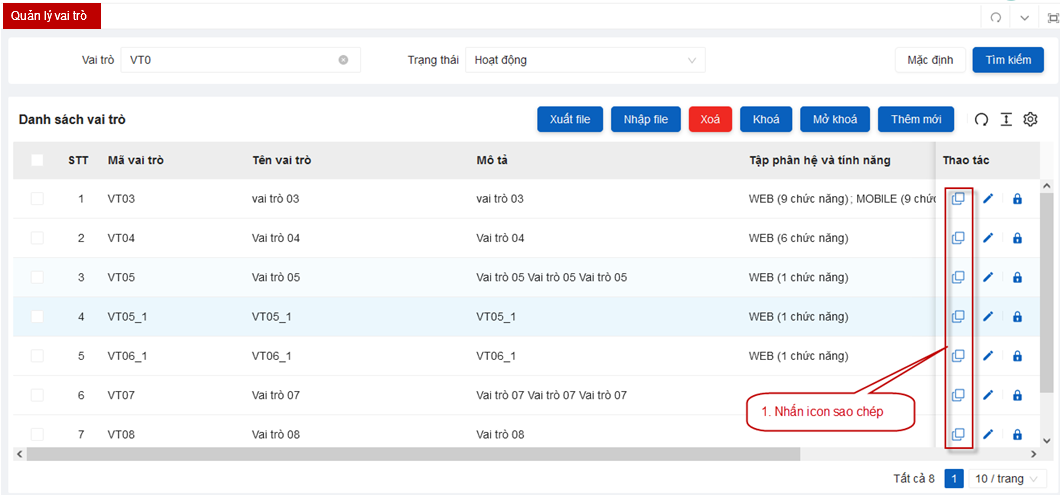 Quản lý vai trò
Vai trò VT0 Trạng thái Hoạt động Mặc định Tìm kiếm
Danh sách vai trò Xuất file Nhập file Xoá Khoá Mở khoá Thêm mới
STT Mã vai trò Tên vai trò Mô tả Tập phân hệ và tính năng Thao tác
1 VT03 vai trò 03 vai trò 03 WEB (9 chức năng) ; MOBILE (9 chức
2 VT04 Vai trò 04 Vai trò 04 WEB (6 chức năng)
3 VT05 Vai trò 05 Vai trò 05 Vai trò 05 Vai trò 05 WEB (1 chức năng)
4 VT05_1 VT05_1 VT05_1 WEB (1 chức năng)
5 VT06_1 VT06_1 VT06_1 WEB (1 chức năng)
6 VT07 Vai trò 07 Vai trò 07 Vai trò 07 Vai trò 07
1. Nhấn icon sao chép
7 VT08 Vai trò 08 Vai trò 08
Tất cả 8 1 10 / trang